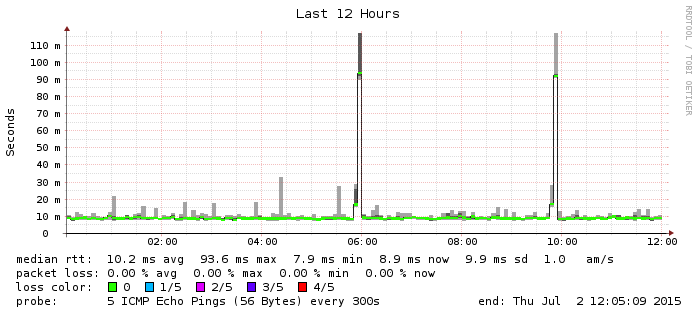 Last 12 Hours
RRDTOOL / TOBI OETIKER
Seconds
110 m
100 m
90 m
80 m
70 m
60 m
50 m
40 m
30 m
20 m
10 m
0
02:00 04:00 06:00 08:00 10:00 12:00
median rtt: 10.2 ms avg 93.6 ms max 7.9 ms min 8.9 ms now 9.9 ms sd 1.0 am/s
packet loss: 0.00 % avg 0.00 % max 0.00 % min 0.00 % now
loss color: 0 1/5 2/5 3/5 4/5
probe: 5 ICMP Echo Pings (56 Bytes) every 300s end: Thu Jul 2 12:05:09 2015